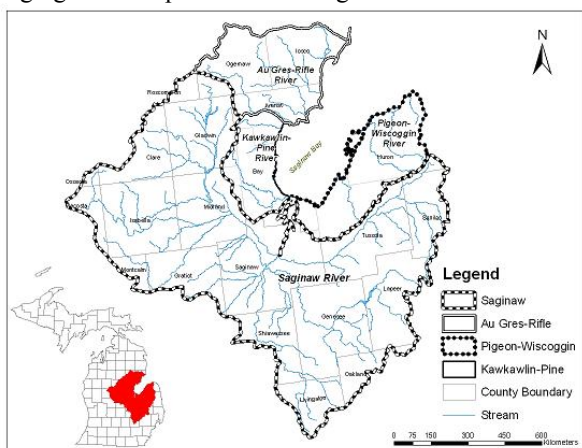 N
Iosco
Ogemaw
Au Gres-Rifle
River
Arenac
Gladwin
Clare
Kawkawlin-
Pine
River
Bay
Saginaw Bay
Pigeon-
Wiscoggin
River
Huron
Isabella
Midland
Tuscola
Sanilac
Montcalm
Gratiot
Saginaw
Saginaw River
Lapeer
Genesee
Shiawassee
Oakland
Livingston
Legend
Saginaw
Au Gres-Rifle
Pigeon-Wiscoggin
Kawkawlin-Pine
County Boundary
Stream
0 75 150 300 450 600
Kilometers